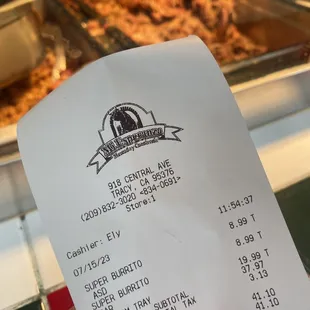 918 CENTRAL AVE
TRACY, CA 95376
(209)832-3020 <834-0691>
Store:1
Cashier: Ely
07/15/23 11:54:37
SUPER BURRITO 8.99 T
ASD
SUPER BURRITO 8.99 T
TRAY 19.99 T
SUBTOTAL 37.97
TAX 3.13
41.10
41.10